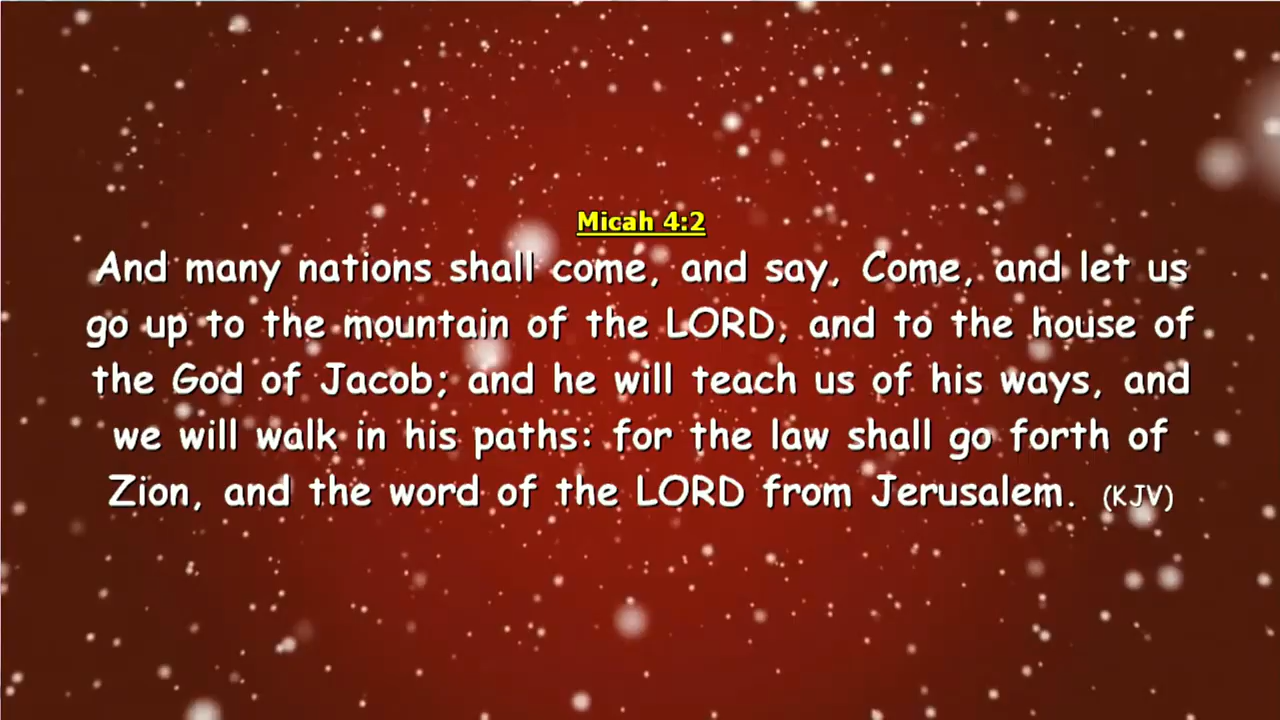 Micah 4:2
And many nations shall come, and say, Come, and let us
go up to the mountain of the LORD, and to the house of
the God of Jacob; and he will teach us of his ways, and
we will walk in his paths: for the law shall go forth of
Zion, and the word of the LORD from Jerusalem. (KJV)